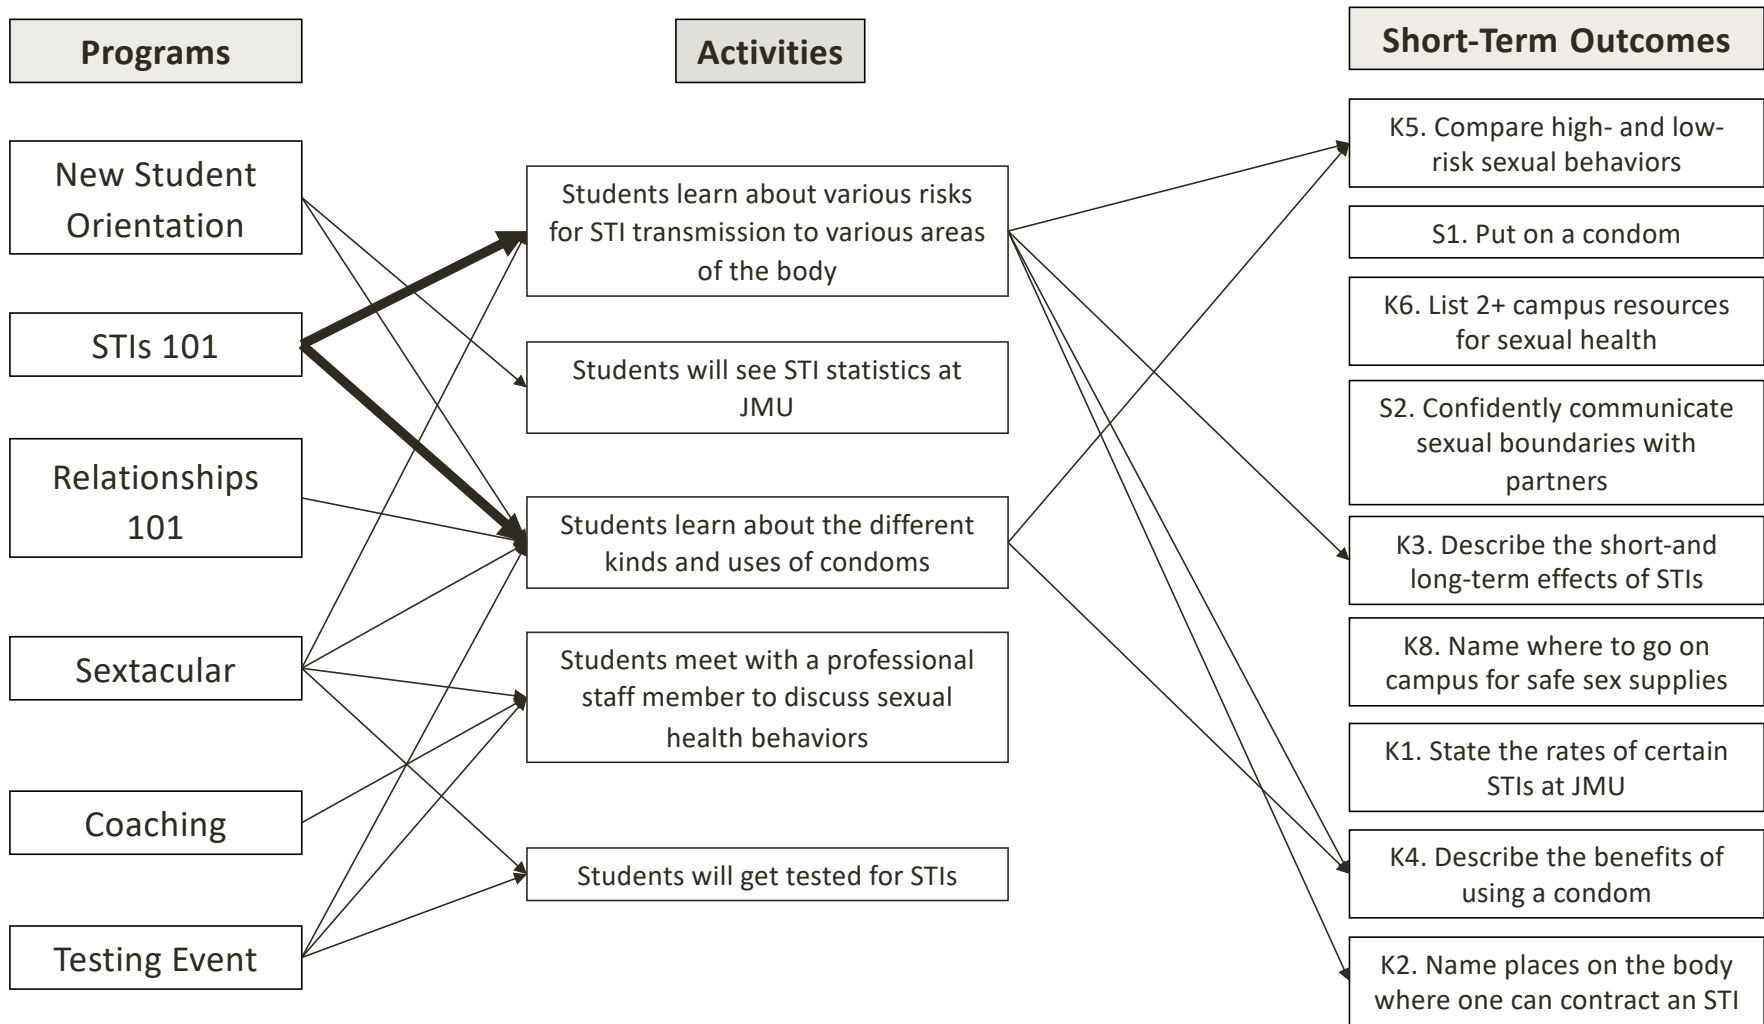 Programs
Activities
Short-Term Outcomes
New Student
Orientation
STIs 101
Relationships
101
Sextacular
Coaching
Testing Event
Students learn about various risks
for STI transmission to various areas
of the body
Students will see STI statistics at
JMU
Students learn about the different
kinds and uses of condoms
Students meet with a professional
staff member to discuss sexual
health behaviors
Students will get tested for STIs
K5. Compare high- and low-
risk sexual behaviors
S1. Put on a condom
K6. List 2+ campus resources
for sexual health
S2. Confidently communicate
sexual boundaries with
partners
K3. Describe the short-and
long-term effects of STIs
K8. Name where to go on
campus for safe sex supplies
K1. State the rates of certain
STIs at JMU
K4. Describe the benefits of
using a condom
K2. Name places on the body
where one can contract an STI